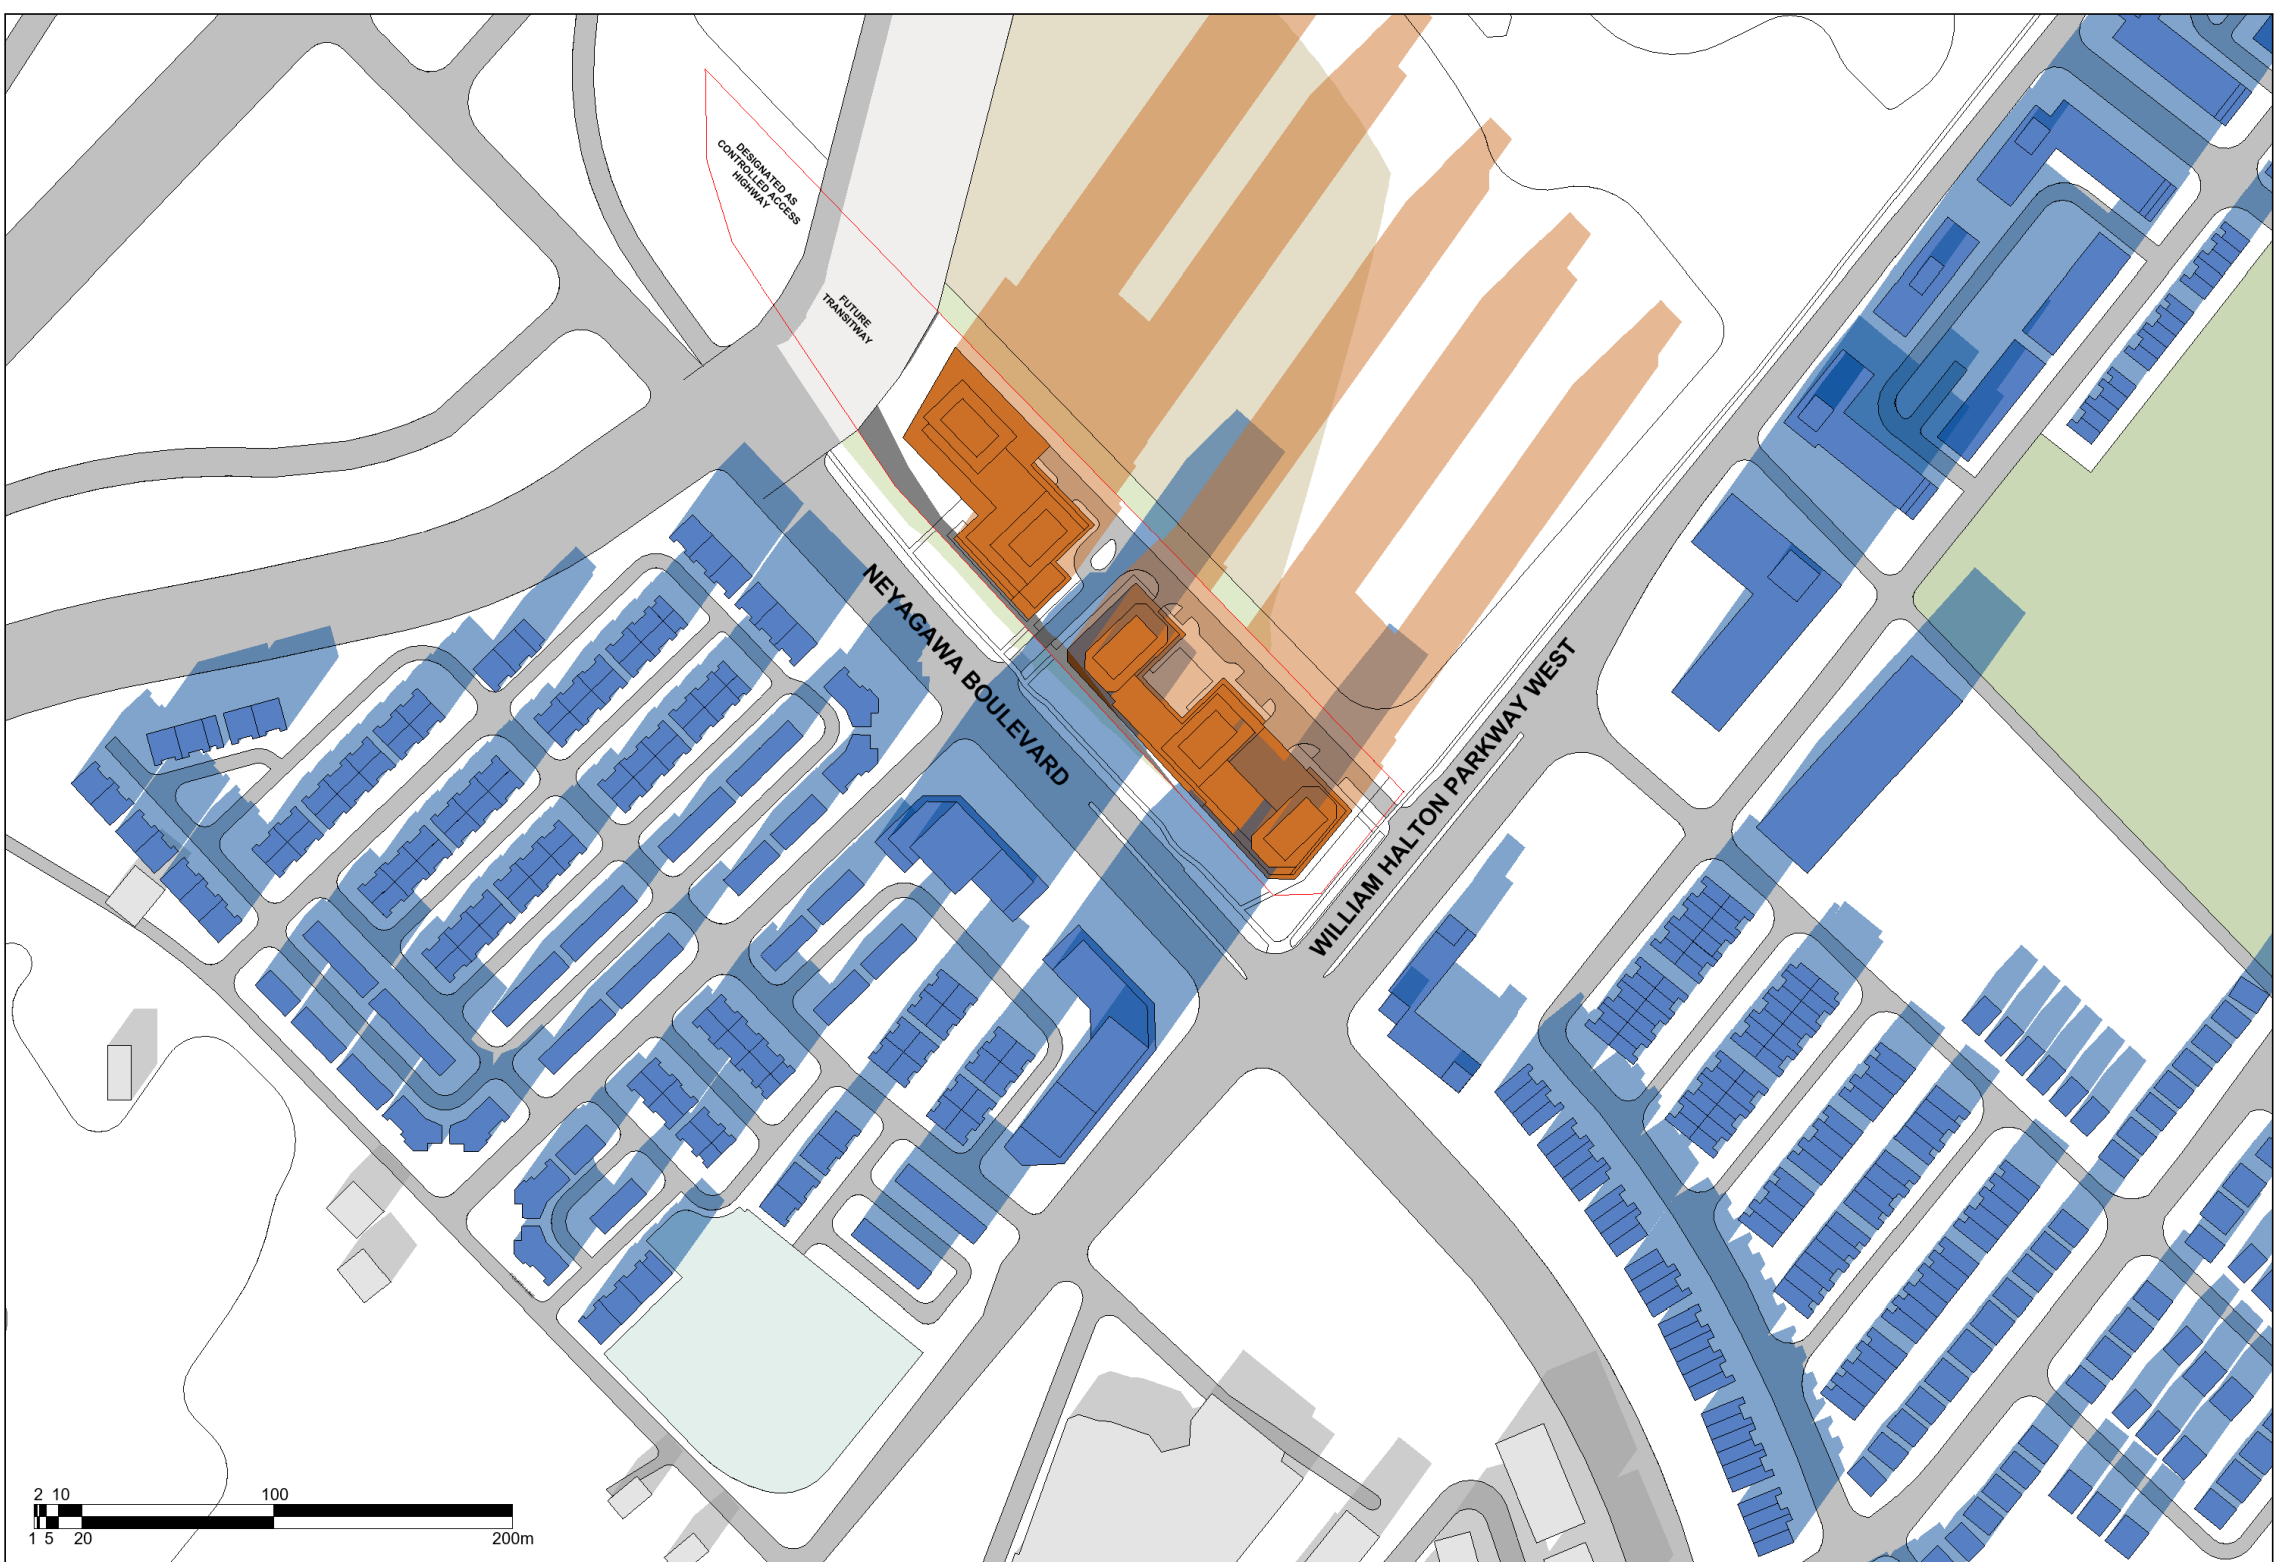 DESIGNATED AS
CONTROLLED ACCESS
HIGHWAY
FUTURE
TRANSITWAY
NEYAGAWA BOULEVARD
WILLIAM HALTON PARKWAY WEST
2 10 100
1 5 20 200m